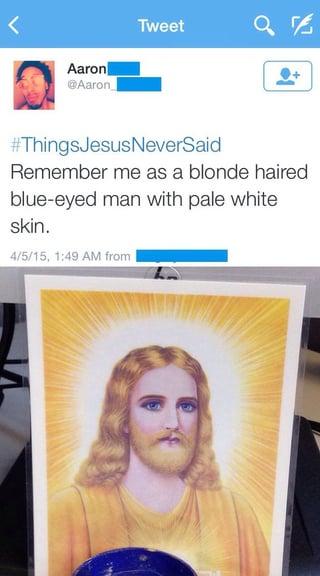 Tweet
Aaron
@Aaron_
#ThingsJesusNeverSaid
Remember me as a blonde haired
blue-eyed man with pale white
skin.
4/5/15, 1:49 AM from